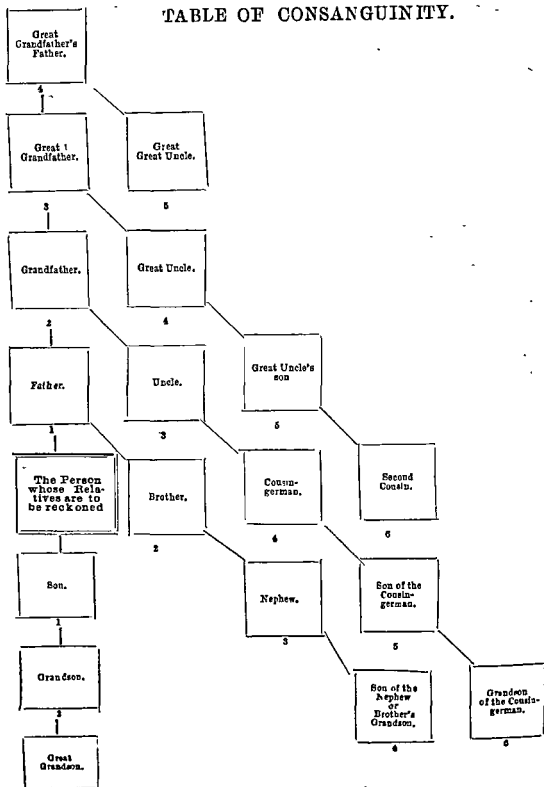 TABLE OF CONSANGUINITY.
Great
Grandfather's
Father.
4
Great
Grandfather.
3
Great
Great Uncle.
5
Grandfather.
2
Great Uncle.
4
Father.
1
Uncle.
3
Great Uncle's
son
5
The Person
whose Rela-
tives are to
be reckoned
Brother.
2
Cousin-
german.
4
Second
Cousin.
6
Son.
1
Nephew.
3
Son of the
Cousin-
german.
5
Grandson.
2
Son of the
Nephew
or
Brother's
Grandson.
4
Grandson
of the Cousin-
german.
6
Great
Grandson.